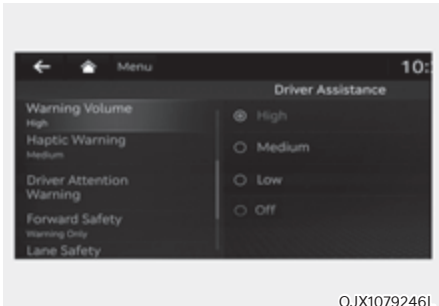 Menu
10:
Driver Assistance
Warning Volume
High
Haptic Warning
Medium
Driver Attention
Warning
Forward Safety
Warning Only
Lane Safety
High
Medium
Low
Off
OJX1079246L